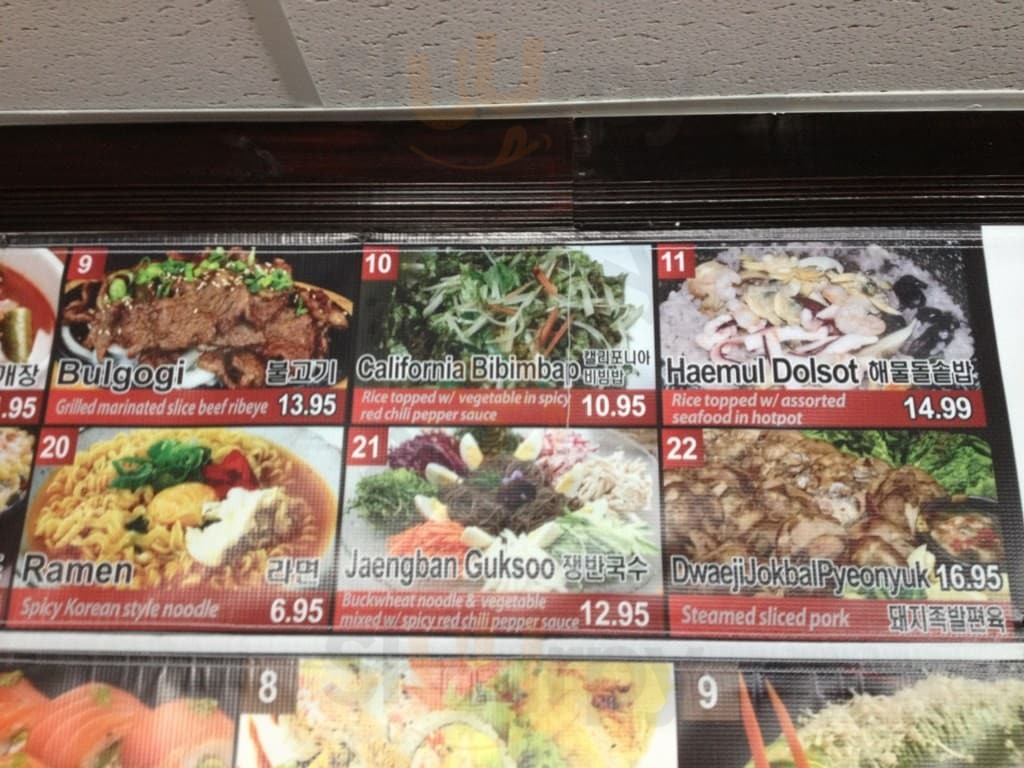 개장
.95
9
Bulgogi 불고기
Grilled marinated slice beef ribeye 13.95
10
California Bibimbap 캘리포니아
비빔밥
Rice topped w/ vegetable in spicy
red chili pepper sauce 10.95
11
Haemul Dolsot 해물돌솥밥
Rice topped w/ assorted
seafood in hotpot 14.99
20
Ramen 라면
Spicy Korean style noodle 6.95
21
Jaengban Guksoo 쟁반국수
Buckwheat noodle & vegetable
mixed w/ spicy red chili pepper sauce 12.95
22
DwaejiJokbalPyeonyuk 16.95
Steamed sliced pork 돼지족발편육
8
9